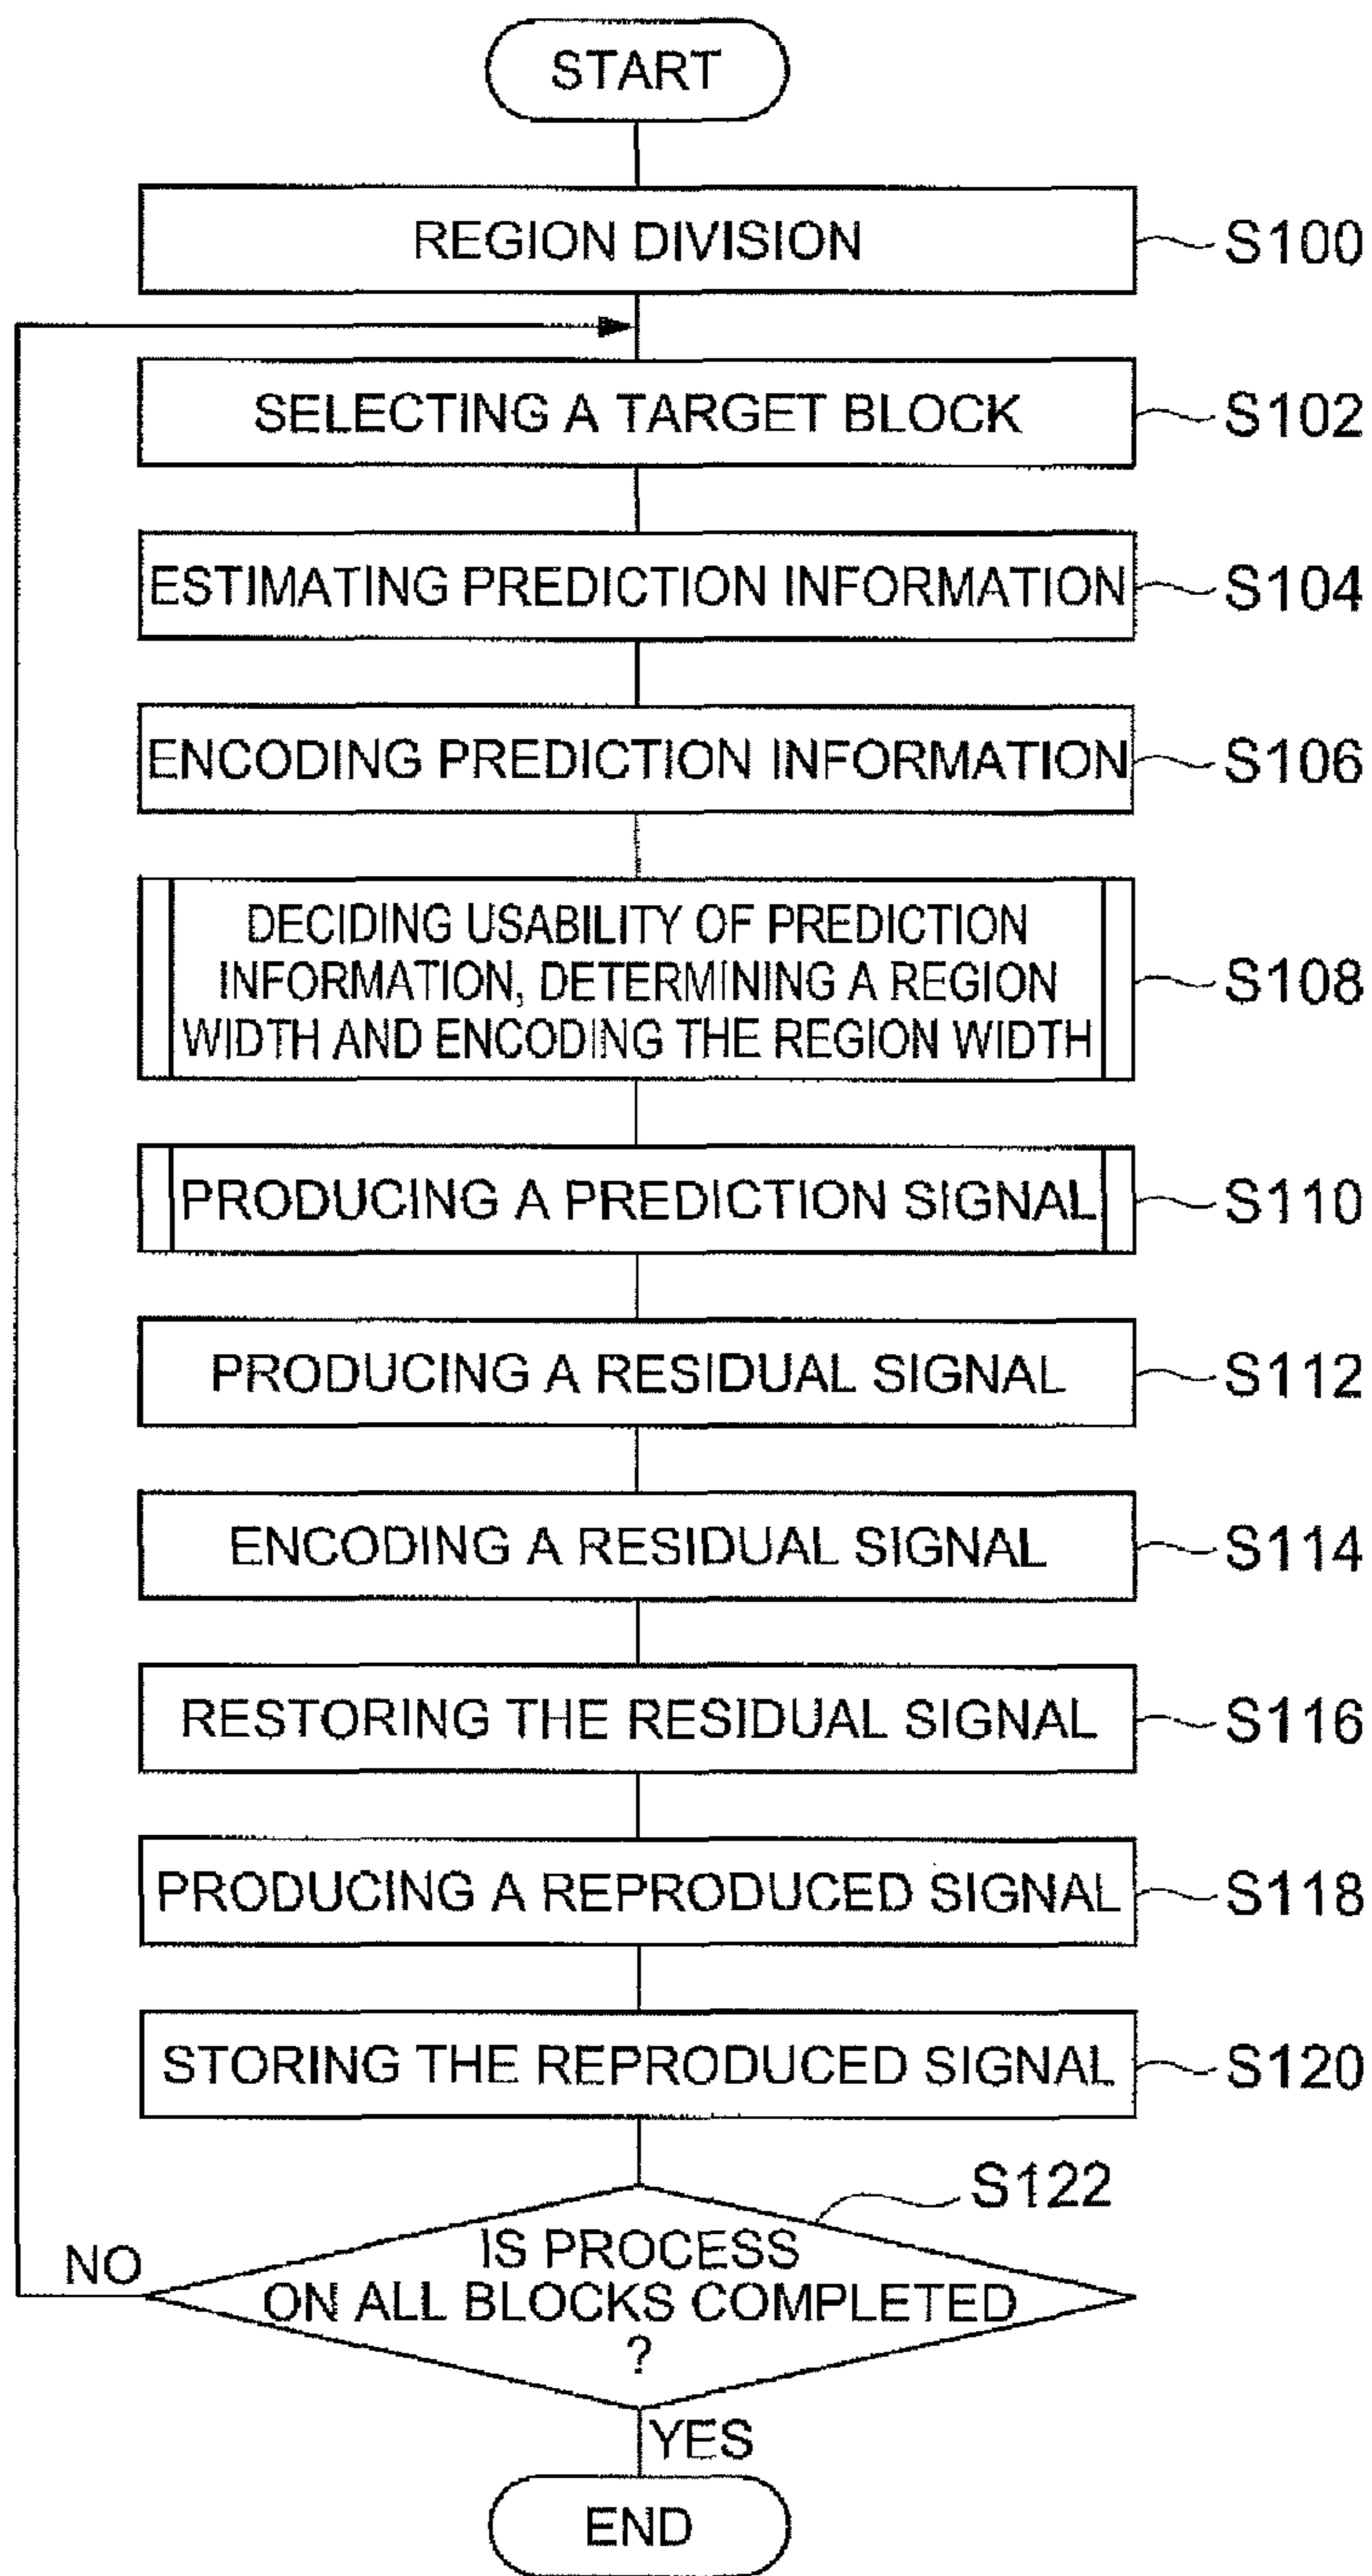 START
REGION DIVISION
S100
SELECTING A TARGET BLOCK
S102
ESTIMATING PREDICTION INFORMATION
S104
ENCODING PREDICTION INFORMATION
S106
DECIDING USABILITY OF PREDICTION
INFORMATION, DETERMINING A REGION
WIDTH AND ENCODING THE REGION WIDTH
S108
PRODUCING A PREDICTION SIGNAL
S110
PRODUCING A RESIDUAL SIGNAL
S112
ENCODING A RESIDUAL SIGNAL
S114
RESTORING THE RESIDUAL SIGNAL
S116
PRODUCING A REPRODUCED SIGNAL
S118
STORING THE REPRODUCED SIGNAL
S120
S122
IS PROCESS
ON ALL BLOCKS COMPLETED
?
NO
YES
END